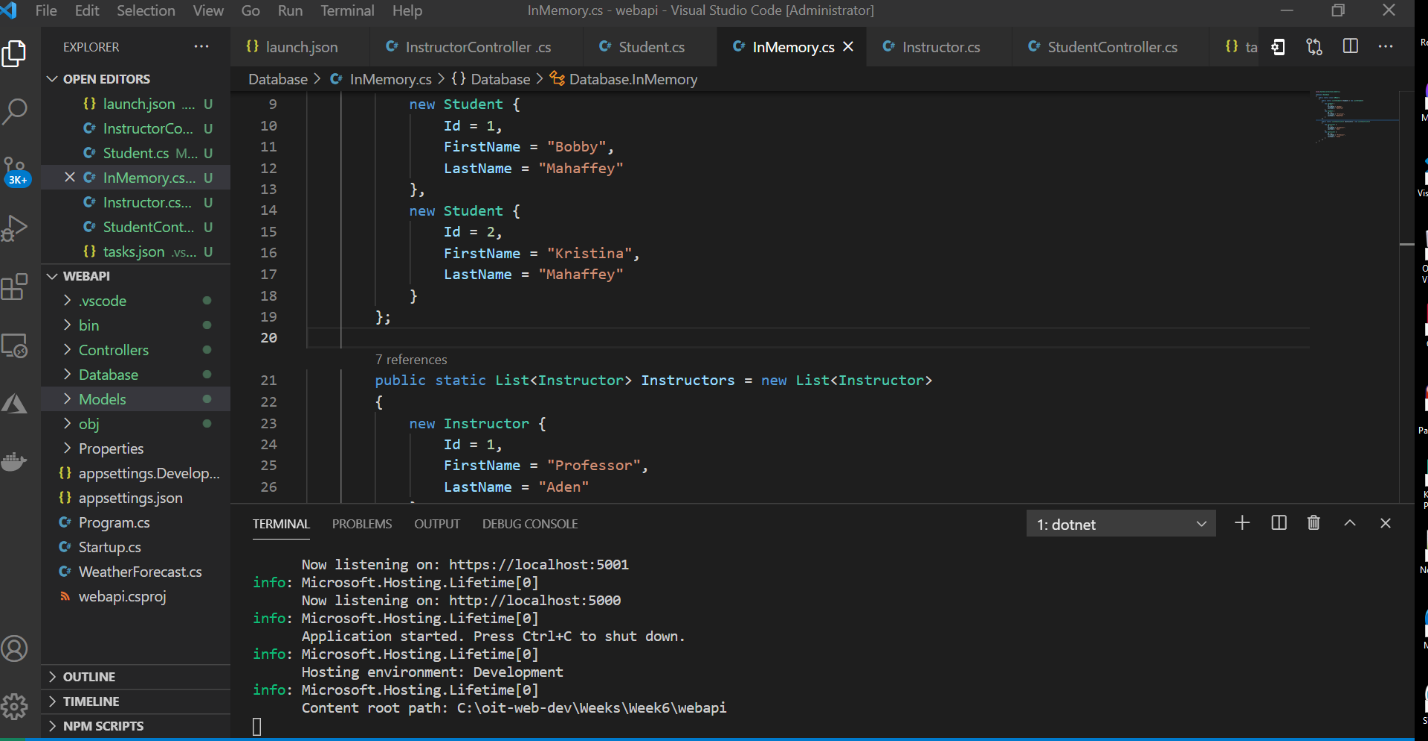 File Edit Selection View Go Run Terminal Help InMemory.cs - webapi - Visual Studio Code [Administrator]
EXPLORER ···
{} launch.json C# InstructorController .cs C# Student.cs C# InMemory.cs C# Instructor.cs C# StudentController.cs {} ta
OPEN EDITORS
{} launch.json .... U
C# InstructorCo... U
C# Student.cs M... U
C# InMemory.cs... U
C# Instructor.cs... U
C# StudentCont... U
{} tasks.json .vs... U
3K+
WEBAPI
.vscode
bin
Controllers
Database
Models
obj
Properties
{} appsettings.Develop...
{} appsettings.json
C# Program.cs
C# Startup.cs
C# WeatherForecast.cs
webapi.csproj
OUTLINE
TIMELINE
NPM SCRIPTS
Database > C# InMemory.cs > {} Database > Database.InMemory
9 new Student {
10 Id = 1,
11 FirstName = "Bobby",
12 LastName = "Mahaffey"
13 },
14 new Student {
15 Id = 2,
16 FirstName = "Kristina",
17 LastName = "Mahaffey"
18 }
19 };
20
7 references
21 public static List<Instructor> Instructors = new List<Instructor>
22 {
23 new Instructor {
24 Id = 1,
25 FirstName = "Professor",
26 LastName = "Aden"
TERMINAL PROBLEMS OUTPUT DEBUG CONSOLE 1: dotnet
Now listening on: https://localhost:5001
info: Microsoft.Hosting.Lifetime[0]
Now listening on: http://localhost:5000
info: Microsoft.Hosting.Lifetime[0]
Application started. Press Ctrl+C to shut down.
info: Microsoft.Hosting.Lifetime[0]
Hosting environment: Development
info: Microsoft.Hosting.Lifetime[0]
Content root path: C:\oit-web-dev\Weeks\Week6\webapi